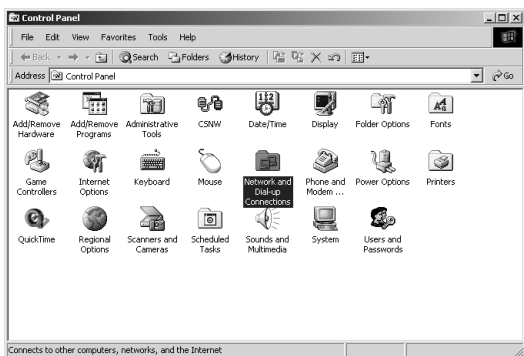 Control Panel
File Edit View Favorites Tools Help
Back Search Folders History
Address Control Panel Go
Add/Remove Hardware
Add/Remove Programs
Administrative Tools
CSNW
Date/Time
Display
Folder Options
Fonts
Game Controllers
Internet Options
Keyboard
Mouse
Network and Dial-up Connections
Phone and Modem ...
Power Options
Printers
QuickTime
Regional Options
Scanners and Cameras
Scheduled Tasks
Sounds and Multimedia
System
Users and Passwords
Connects to other computers, networks, and the Internet